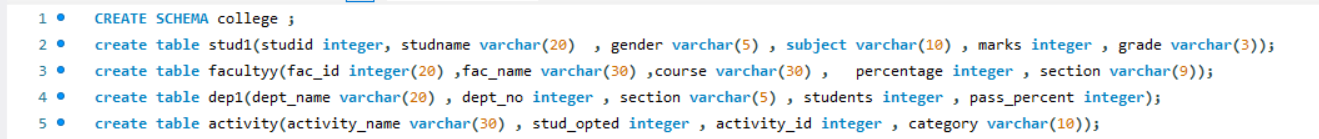 1 CREATE SCHEMA college ;
2 create table stud1(studid integer, studname varchar(20)  , gender varchar(5) , subject varchar(10) , marks integer , grade varchar(3));
3 create table facultyy(fac_id integer(20) ,fac_name varchar(30) ,course varchar(30) ,   percentage integer , section varchar(9));
4 create table dep1(dept_name varchar(20) , dept_no integer , section varchar(5) , students integer , pass_percent integer);
5 create table activity(activity_name varchar(30) , stud_opted integer , activity_id integer , category varchar(10));